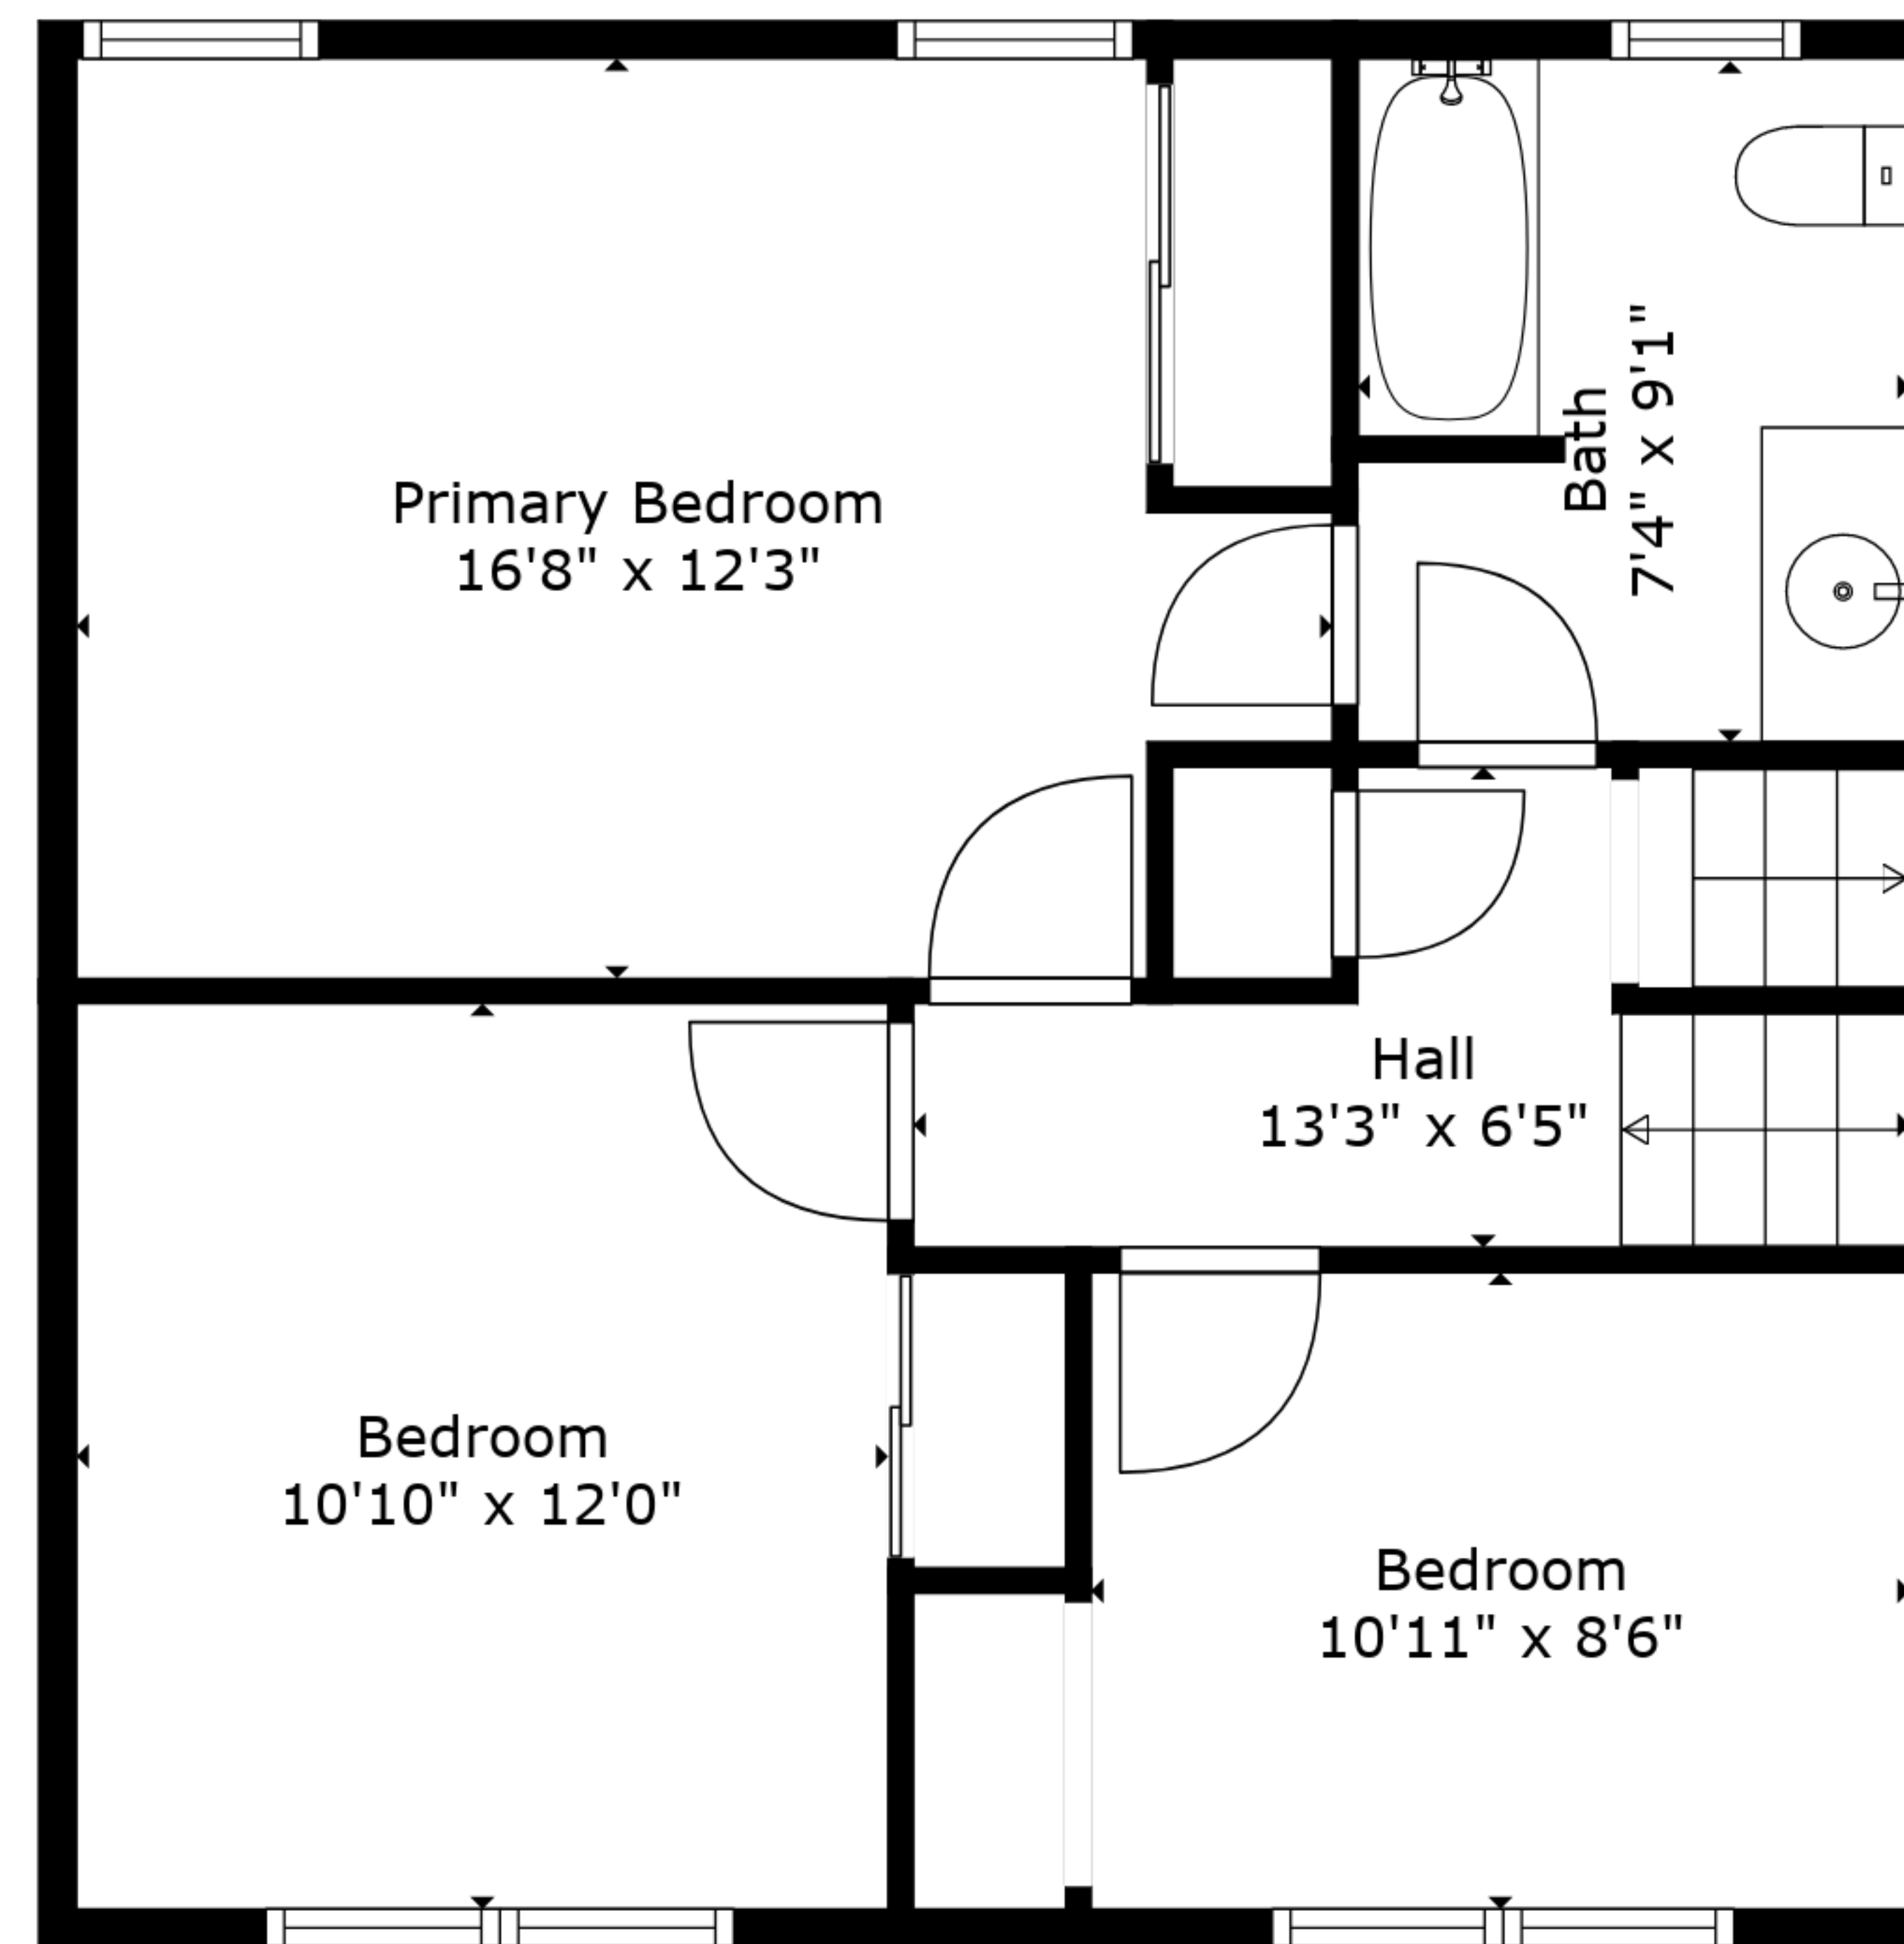 Primary Bedroom
16'8" x 12'3"
Bath
7'4" x 9'1"
Hall
13'3" x 6'5"
Bedroom
10'10" x 12'0"
Bedroom
10'11" x 8'6"